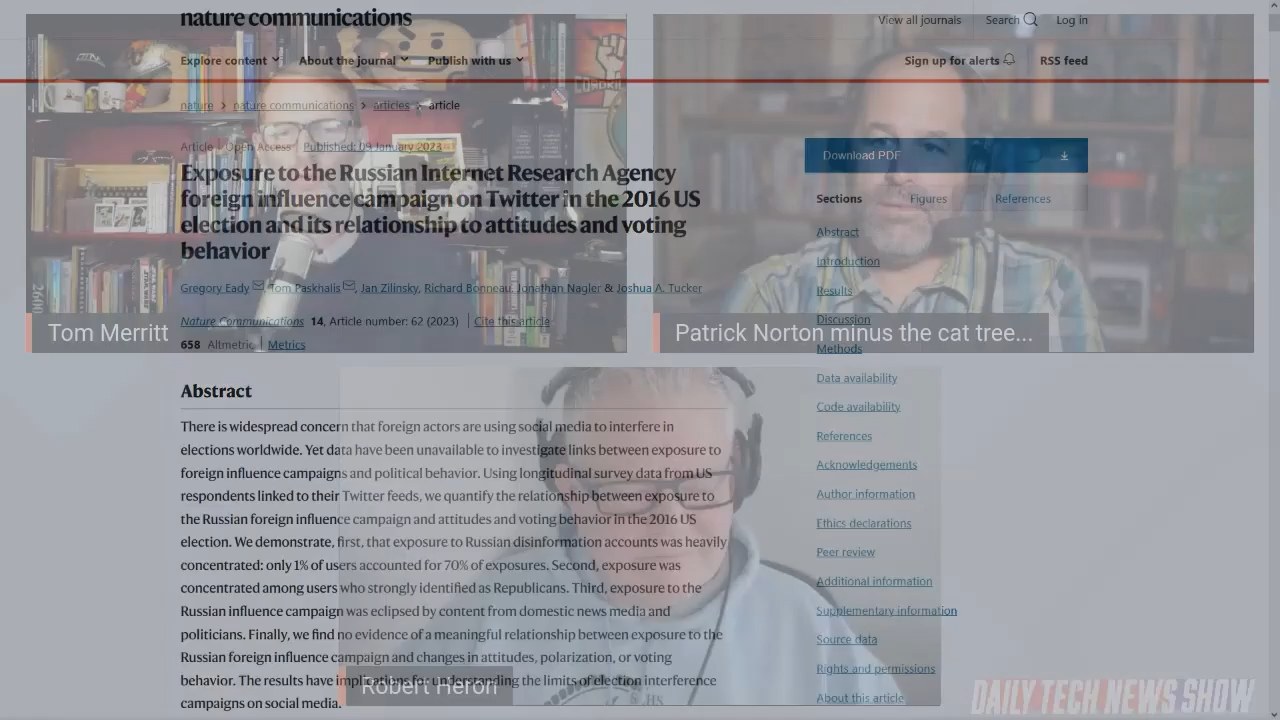 nature communications
View all journals
Search
Log in
Explore content
About the journal
Publish with us
Sign up for alerts
RSS feed
nature > nature communications > articles > article
Article | Open Access | Published: 09 January 2023
Exposure to the Russian Internet Research Agency
foreign influence campaign on Twitter in the 2016 US
election and its relationship to attitudes and voting
behavior
Gregory Eady, Tom Paskhalis, Jan Zilinsky, Richard Bonneau, Jonathan Nagler & Joshua A. Tucker
Nature Communications 14, Article number: 62 (2023) | Cite this article
658 Altmetric | Metrics
Abstract
There is widespread concern that foreign actors are using social media to interfere in
elections worldwide. Yet data have been unavailable to investigate links between exposure to
foreign influence campaigns and political behavior. Using longitudinal survey data from US
respondents linked to their Twitter feeds, we quantify the relationship between exposure to
the Russian foreign influence campaign and attitudes and voting behavior in the 2016 US
election. We demonstrate, first, that exposure to Russian disinformation accounts was heavily
concentrated: only 1% of users accounted for 70% of exposures. Second, exposure was
concentrated among users who strongly identified as Republicans. Third, exposure to the
Russian influence campaign was eclipsed by content from domestic news media and
politicians. Finally, we find no evidence of a meaningful relationship between exposure to the
Russian foreign influence campaign and changes in attitudes, polarization, or voting
behavior. The results have implications for understanding the limits of election interference
campaigns on social media.
Download PDF
Sections
Figures
References
Abstract
Introduction
Results
Discussion
Methods
Data availability
Code availability
References
Acknowledgements
Author information
Ethics declarations
Peer review
Additional information
Supplementary information
Source data
Rights and permissions
About this article
Tom Merritt
Patrick Norton minus the cat tree...
Robert Heron
2600
DAILY TECH NEWS SHOW